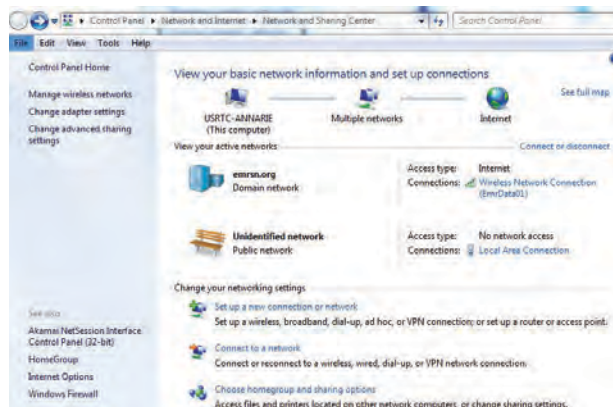 Control Panel ▸ Network and Internet ▸ Network and Sharing Center
Search Control Panel
File Edit View Tools Help
Control Panel Home
Manage wireless networks
Change adapter settings
Change advanced sharing
settings
See also
Akamai NetSession Interface
Control Panel (32-bit)
HomeGroup
Internet Options
Windows Firewall
View your basic network information and set up connections
See full map
USRTC-ANNARIE
(This computer)
Multiple networks
Internet
View your active networks
Connect or disconnect
emrsn.org
Domain network
Access type: Internet
Connections: Wireless Network Connection
(EmrData01)
Unidentified network
Public network
Access type: No network access
Connections: Local Area Connection
Change your networking settings
Set up a new connection or network
Set up a wireless, broadband, dial-up, ad hoc, or VPN connection; or set up a router or access point.
Connect to a network
Connect or reconnect to a wireless, wired, dial-up, or VPN network connection.
Choose homegroup and sharing options
Access files and printers located on other network computers, or change sharing settings.